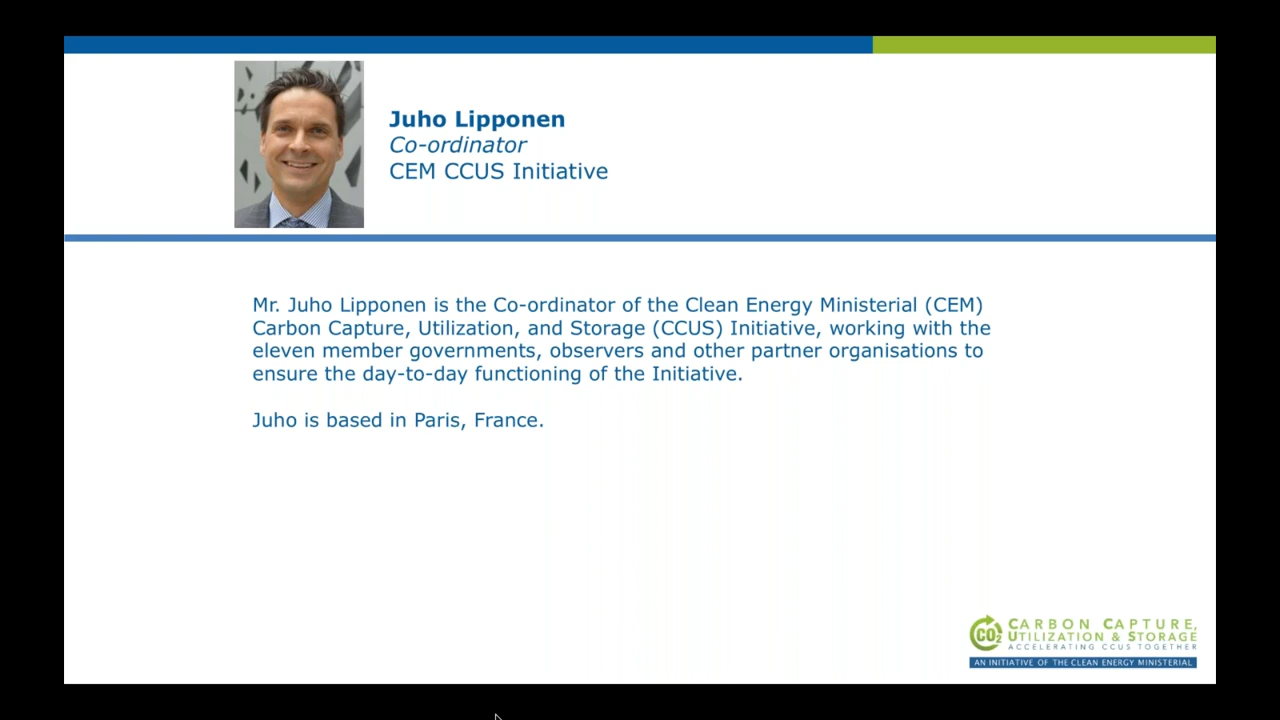 Juho Lipponen
Co-ordinator
CEM CCUS Initiative
Mr. Juho Lipponen is the Co-ordinator of the Clean Energy Ministerial (CEM)
Carbon Capture, Utilization, and Storage (CCUS) Initiative, working with the
eleven member governments, observers and other partner organisations to
ensure the day-to-day functioning of the Initiative.
Juho is based in Paris, France.
CO2
CARBON CAPTURE,
UTILIZATION & STORAGE
ACCELERATING CCUS TOGETHER
AN INITIATIVE OF THE CLEAN ENERGY MINISTERIAL